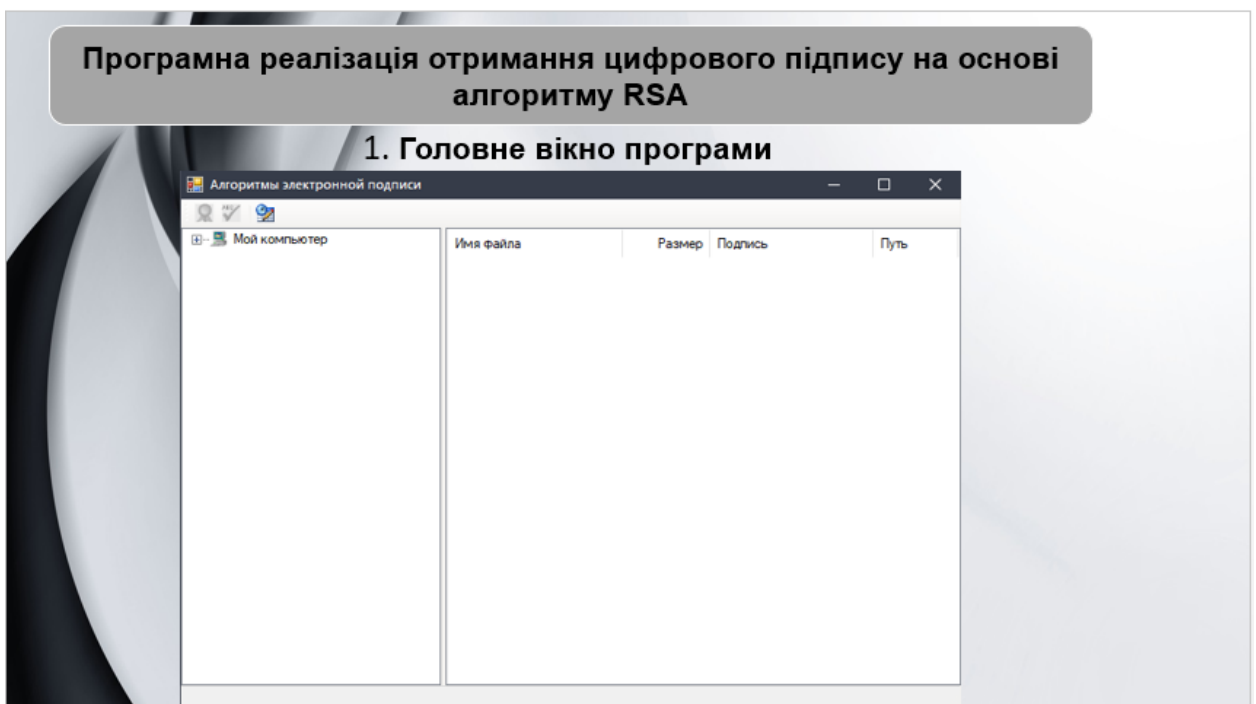 Програмна реалізація отримання цифрового підпису на основі
алгоритму RSA
1. Головне вікно програми
Алгоритмы электронной подписи
Мой компьютер
Имя файла Размер Подпись Путь